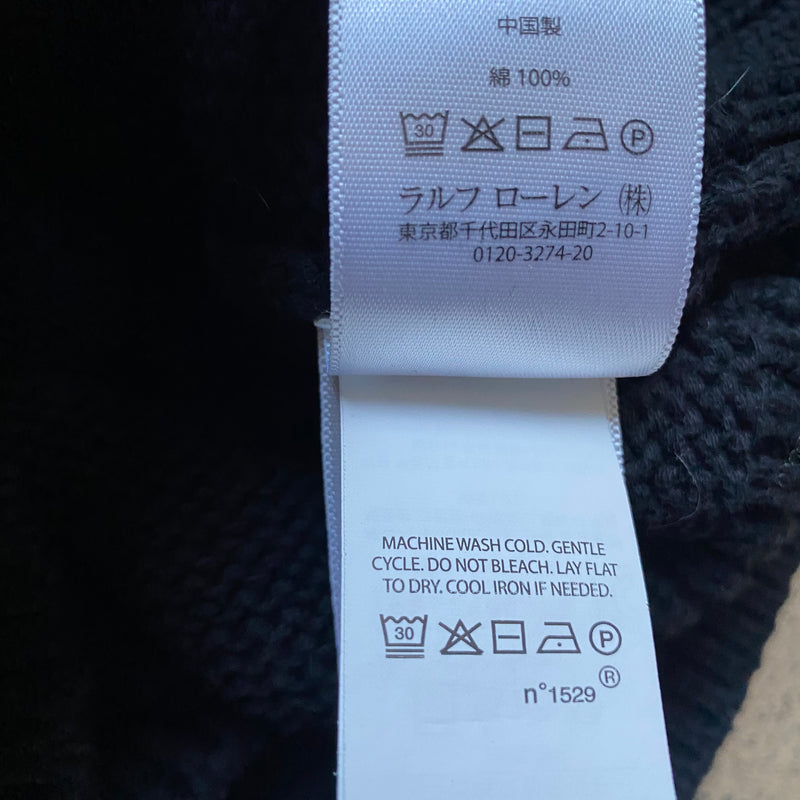 中国製
綿 100%
30 P
ラルフ ローレン (株)
東京都千代田区永田町2-10-1
0120-3274-20
MACHINE WASH COLD. GENTLE
CYCLE. DO NOT BLEACH. LAY FLAT
TO DRY. COOL IRON IF NEEDED.
30 P
n°1529 ®